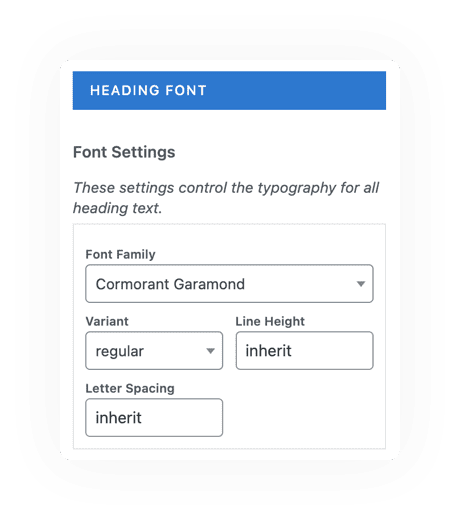 HEADING FONT
Font Settings
These settings control the typography for all
heading text.
Font Family
Cormorant Garamond
Variant
Line Height
regular
inherit
Letter Spacing
inherit